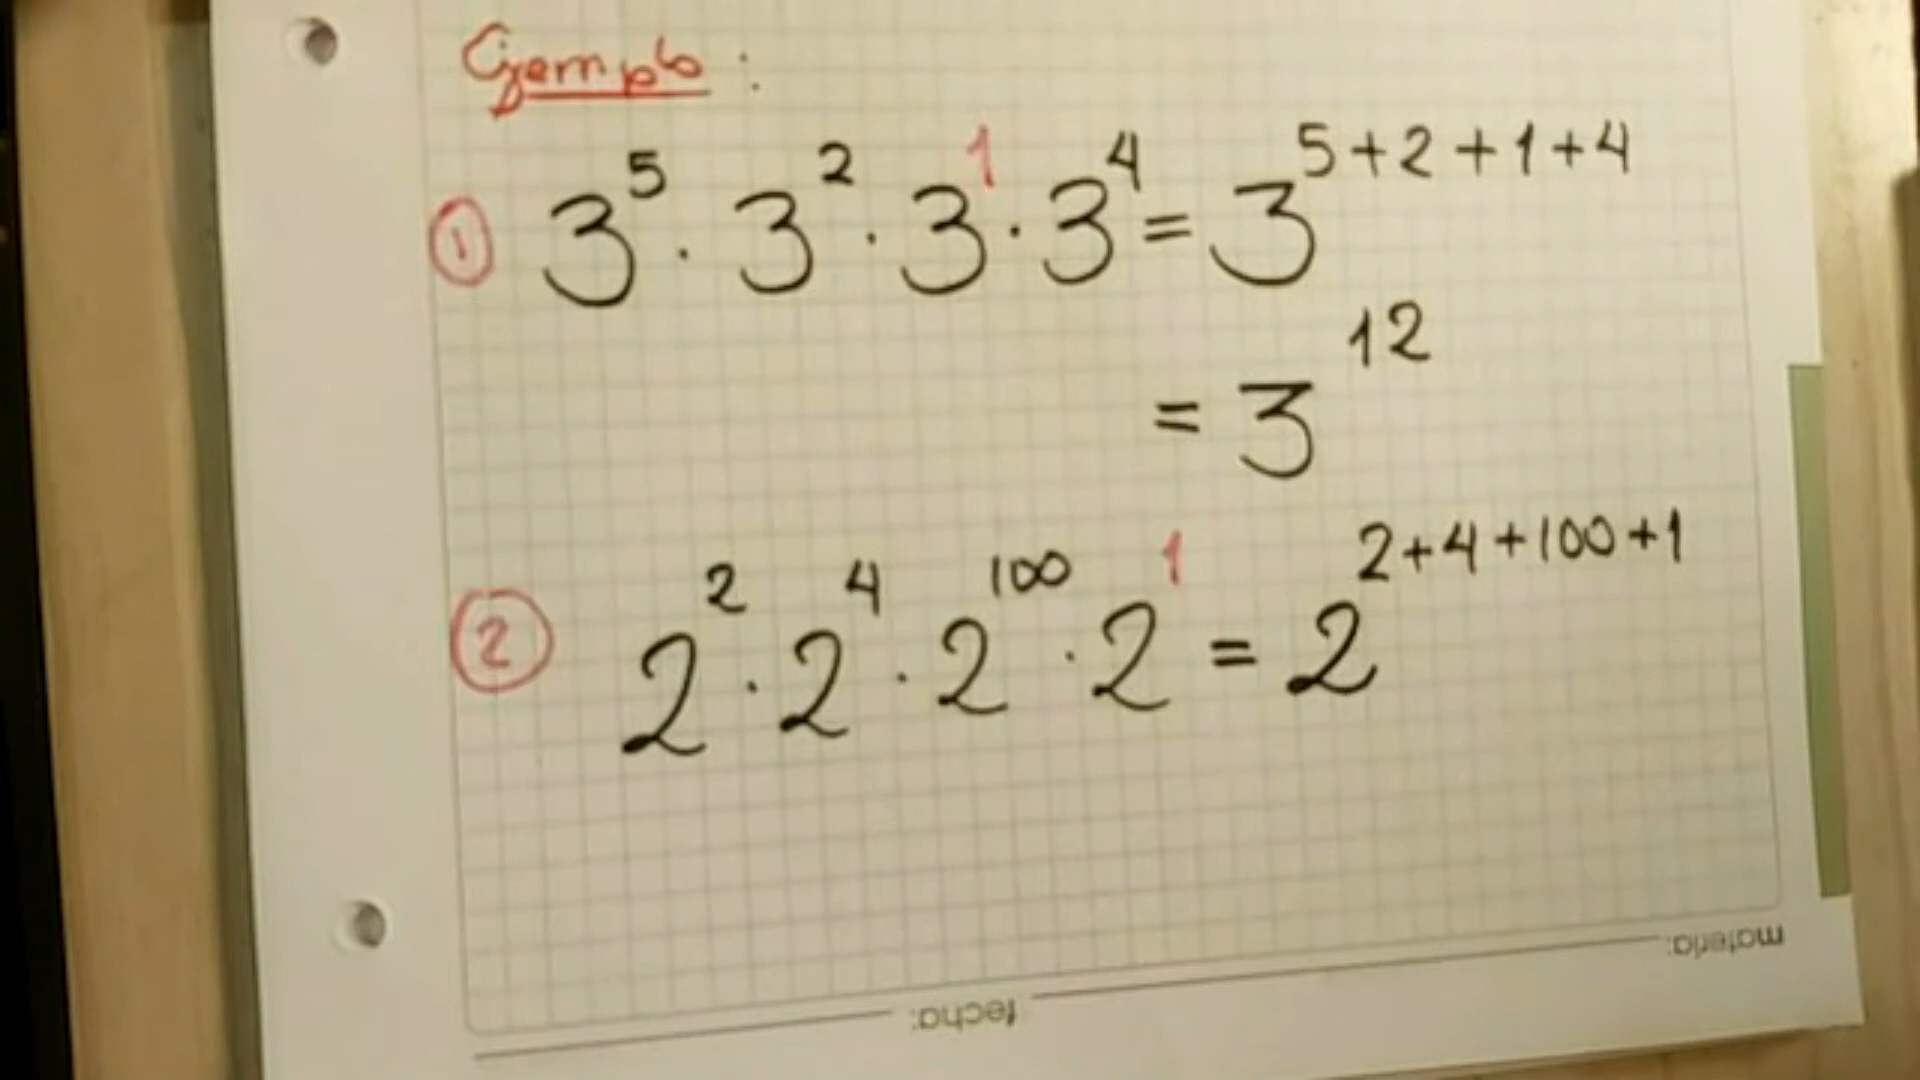 Ejemplo :
① 3⁵ · 3² · 3¹ · 3⁴ = 3⁵⁺²⁺¹⁺⁴
= 3¹²
② 2² · 2⁴ · 2¹⁰⁰ · 2¹ = 2²⁺⁴⁺¹⁰⁰⁺¹
materia:
fecha: